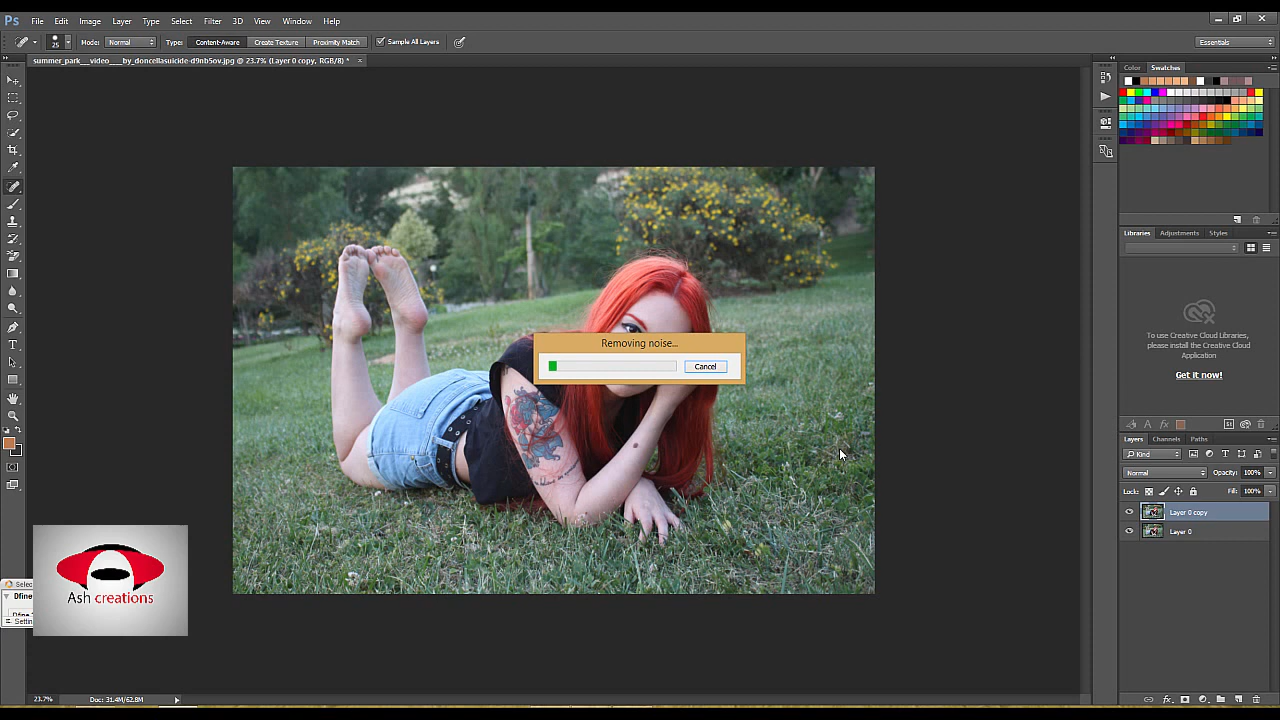 Ps File Edit Image Layer Type Select Filter 3D View Window Help
25 Mode: Normal Type: Content-Aware Create Texture Proximity Match Sample All Layers Essentials
summer_park__video___by_doncellasuicide-d9nb5ov.jpg @ 23.7% (Layer 0 copy, RGB/8) *
Color Swatches
Libraries Adjustments Styles
To use Creative Cloud Libraries,
please install the Creative Cloud
Application
Get it now!
Removing noise...
Cancel
Layers Channels Paths
Kind
Normal Opacity: 100%
Lock: Fill: 100%
Layer 0 copy
Layer 0
Selec
Dfine
Settin
Ash creations
23.7% Doc: 31.4M/62.8M